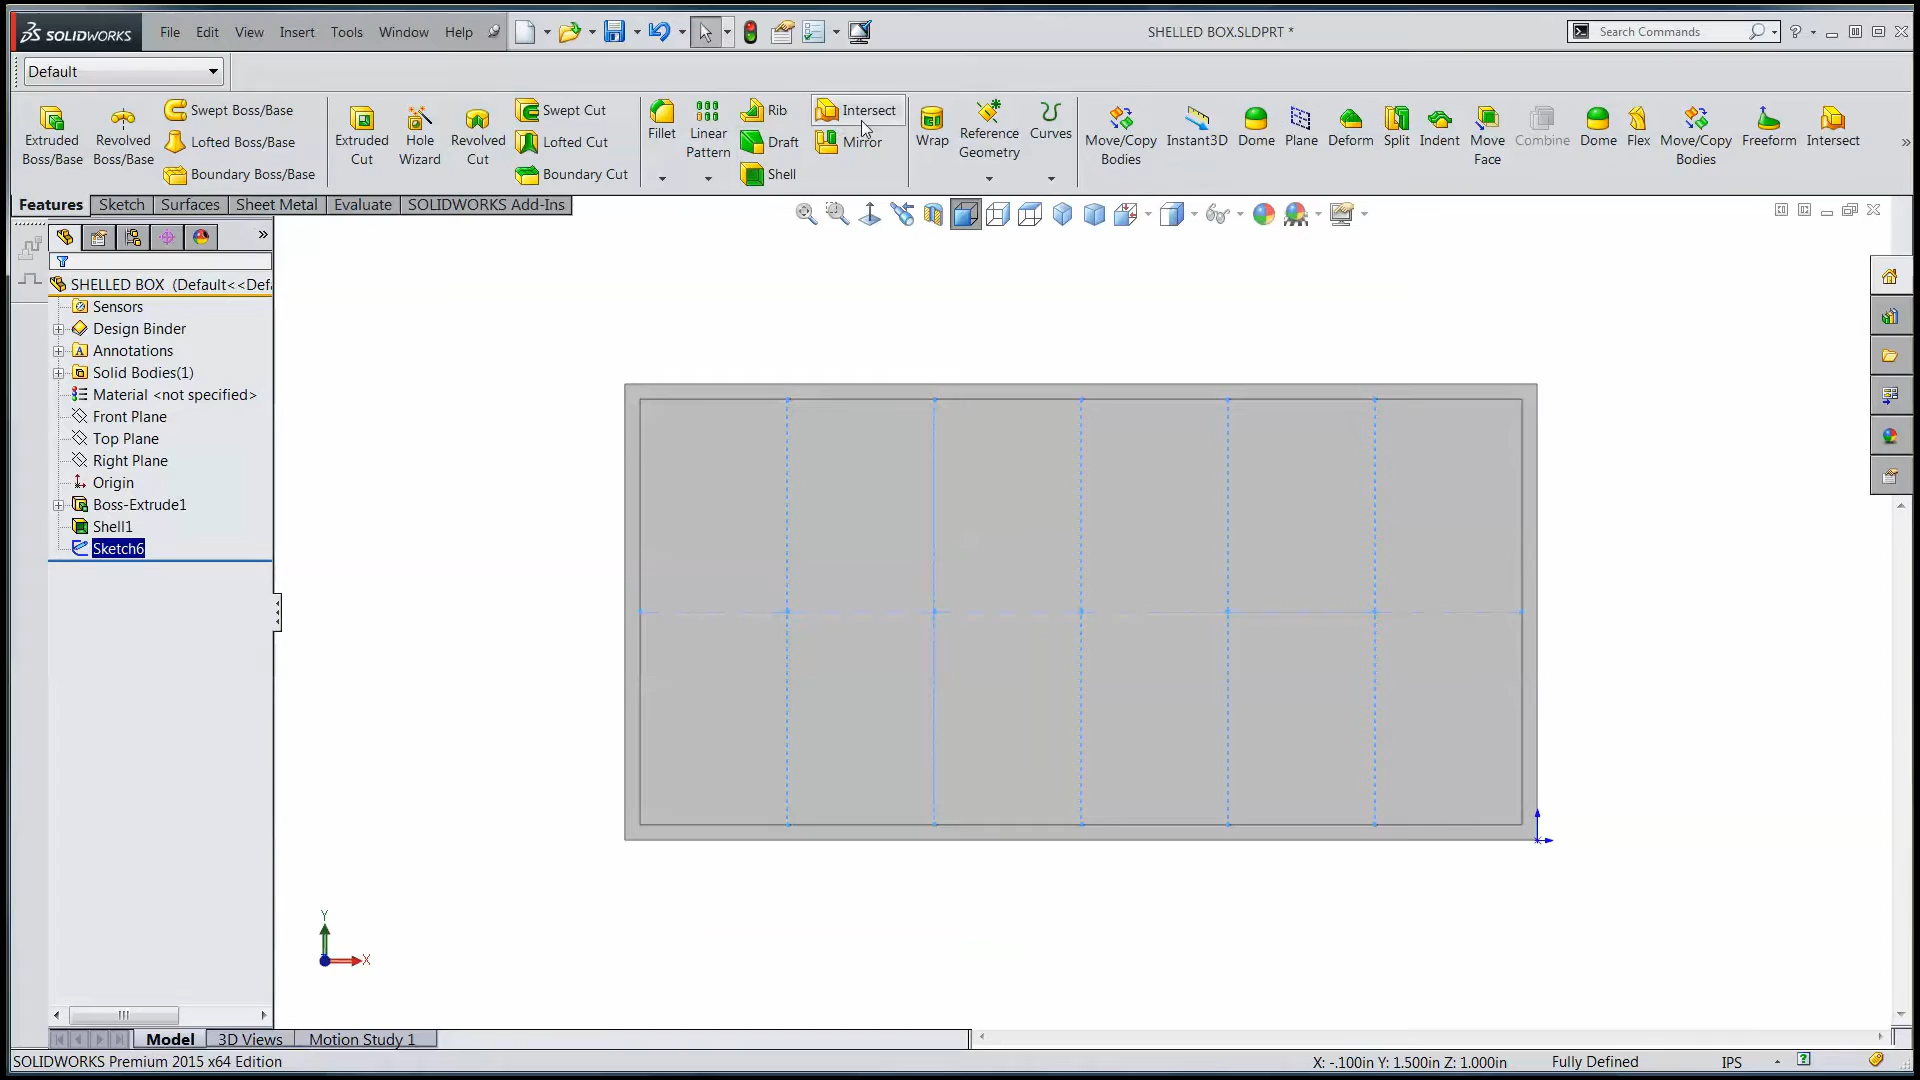 SOLIDWORKS File Edit View Insert Tools Window Help SHELLED BOX.SLDPRT * Search Commands
Default
Extruded Boss/Base
Revolved Boss/Base
Swept Boss/Base
Lofted Boss/Base
Boundary Boss/Base
Extruded Cut
Hole Wizard
Revolved Cut
Swept Cut
Lofted Cut
Boundary Cut
Fillet
Linear Pattern
Rib
Draft
Shell
Intersect
Mirror
Wrap
Reference Geometry
Curves
Move/Copy Bodies
Instant3D
Dome
Plane
Deform
Split
Indent
Move Face
Combine
Dome
Flex
Move/Copy Bodies
Freeform
Intersect
Features Sketch Surfaces Sheet Metal Evaluate SOLIDWORKS Add-Ins
SHELLED BOX (Default<<Def
Sensors
Design Binder
Annotations
Solid Bodies(1)
Material <not specified>
Front Plane
Top Plane
Right Plane
Origin
Boss-Extrude1
Shell1
Sketch6
Y
X
Model 3D Views Motion Study 1
SOLIDWORKS Premium 2015 x64 Edition X: -.100in Y: 1.500in Z: 1.000in Fully Defined IPS